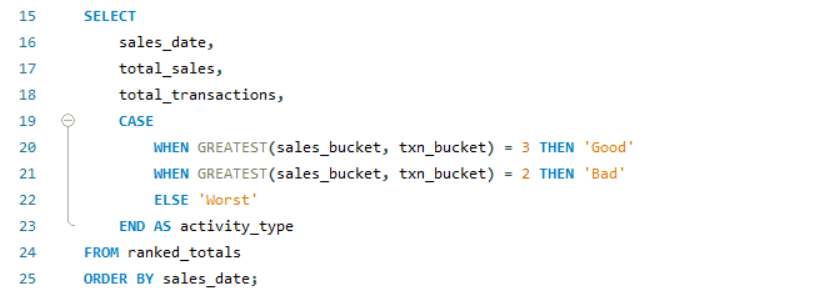 15 SELECT
16 sales_date,
17 total_sales,
18 total_transactions,
19 CASE
20 WHEN GREATEST(sales_bucket, txn_bucket) = 3 THEN 'Good'
21 WHEN GREATEST(sales_bucket, txn_bucket) = 2 THEN 'Bad'
22 ELSE 'Worst'
23 END AS activity_type
24 FROM ranked_totals
25 ORDER BY sales_date;